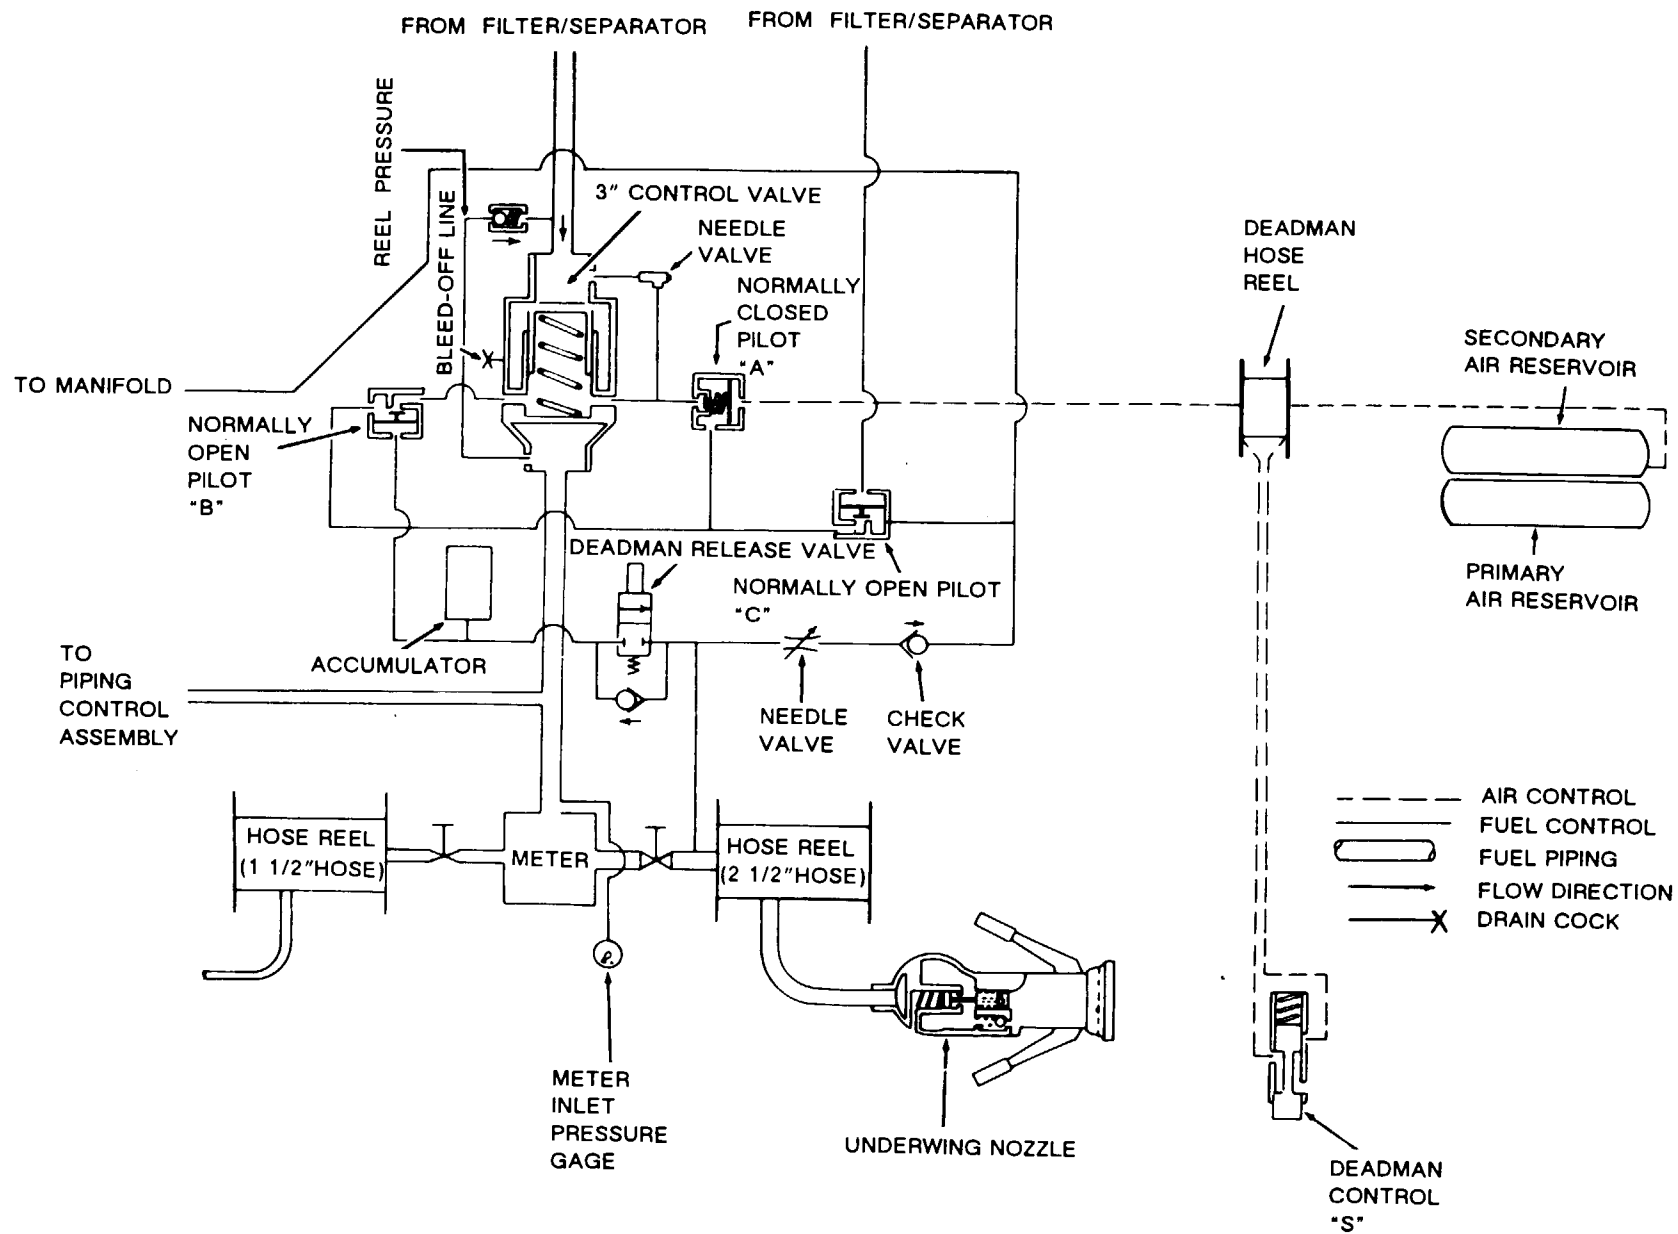 FROM FILTER/SEPARATOR
FROM FILTER/SEPARATOR
REEL PRESSURE
BLEED-OFF LINE
3" CONTROL VALVE
NEEDLE
VALVE
NORMALLY
CLOSED
PILOT
"A"
DEADMAN
HOSE
REEL
SECONDARY
AIR RESERVOIR
TO MANIFOLD
NORMALLY
OPEN
PILOT
"B"
DEADMAN RELEASE VALVE
NORMALLY OPEN PILOT
"C"
PRIMARY
AIR RESERVOIR
ACCUMULATOR
TO
PIPING
CONTROL
ASSEMBLY
NEEDLE
VALVE
CHECK
VALVE
HOSE REEL
(1 1/2"HOSE)
METER
HOSE REEL
(2 1/2"HOSE)
AIR CONTROL
FUEL CONTROL
FUEL PIPING
FLOW DIRECTION
DRAIN COCK
METER
INLET
PRESSURE
GAGE
UNDERWING NOZZLE
DEADMAN
CONTROL
"S"